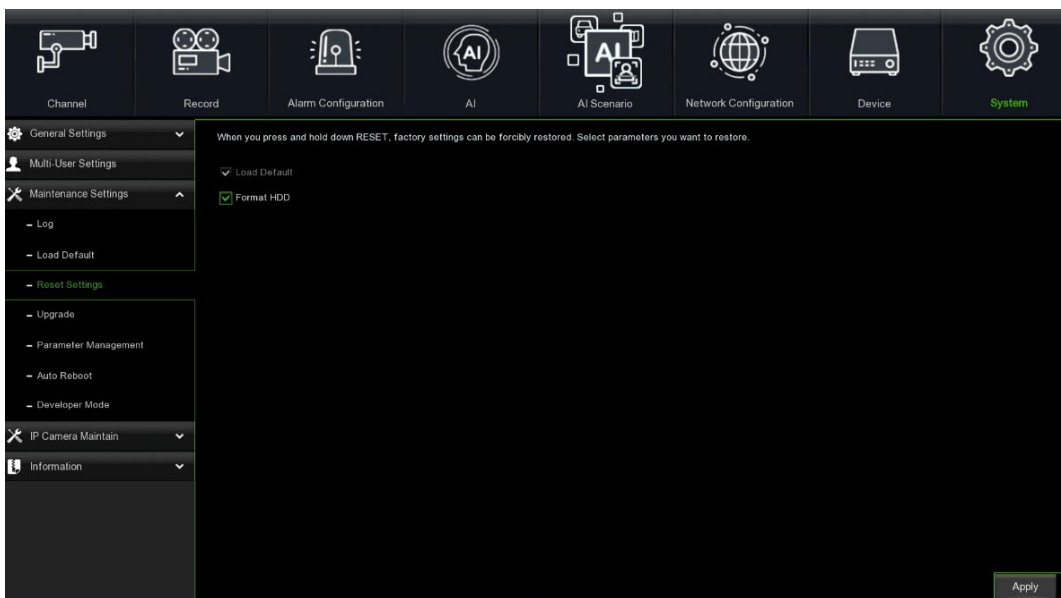 Channel
Record
Alarm Configuration
AI
AI
AI
AI Scenario
Network Configuration
Device
System
General Settings
Multi-User Settings
Maintenance Settings
– Log
– Load Default
– Reset Settings
– Upgrade
– Parameter Management
– Auto Reboot
– Developer Mode
IP Camera Maintain
Information
When you press and hold down RESET, factory settings can be forcibly restored. Select parameters you want to restore.
Load Default
Format HDD
Apply